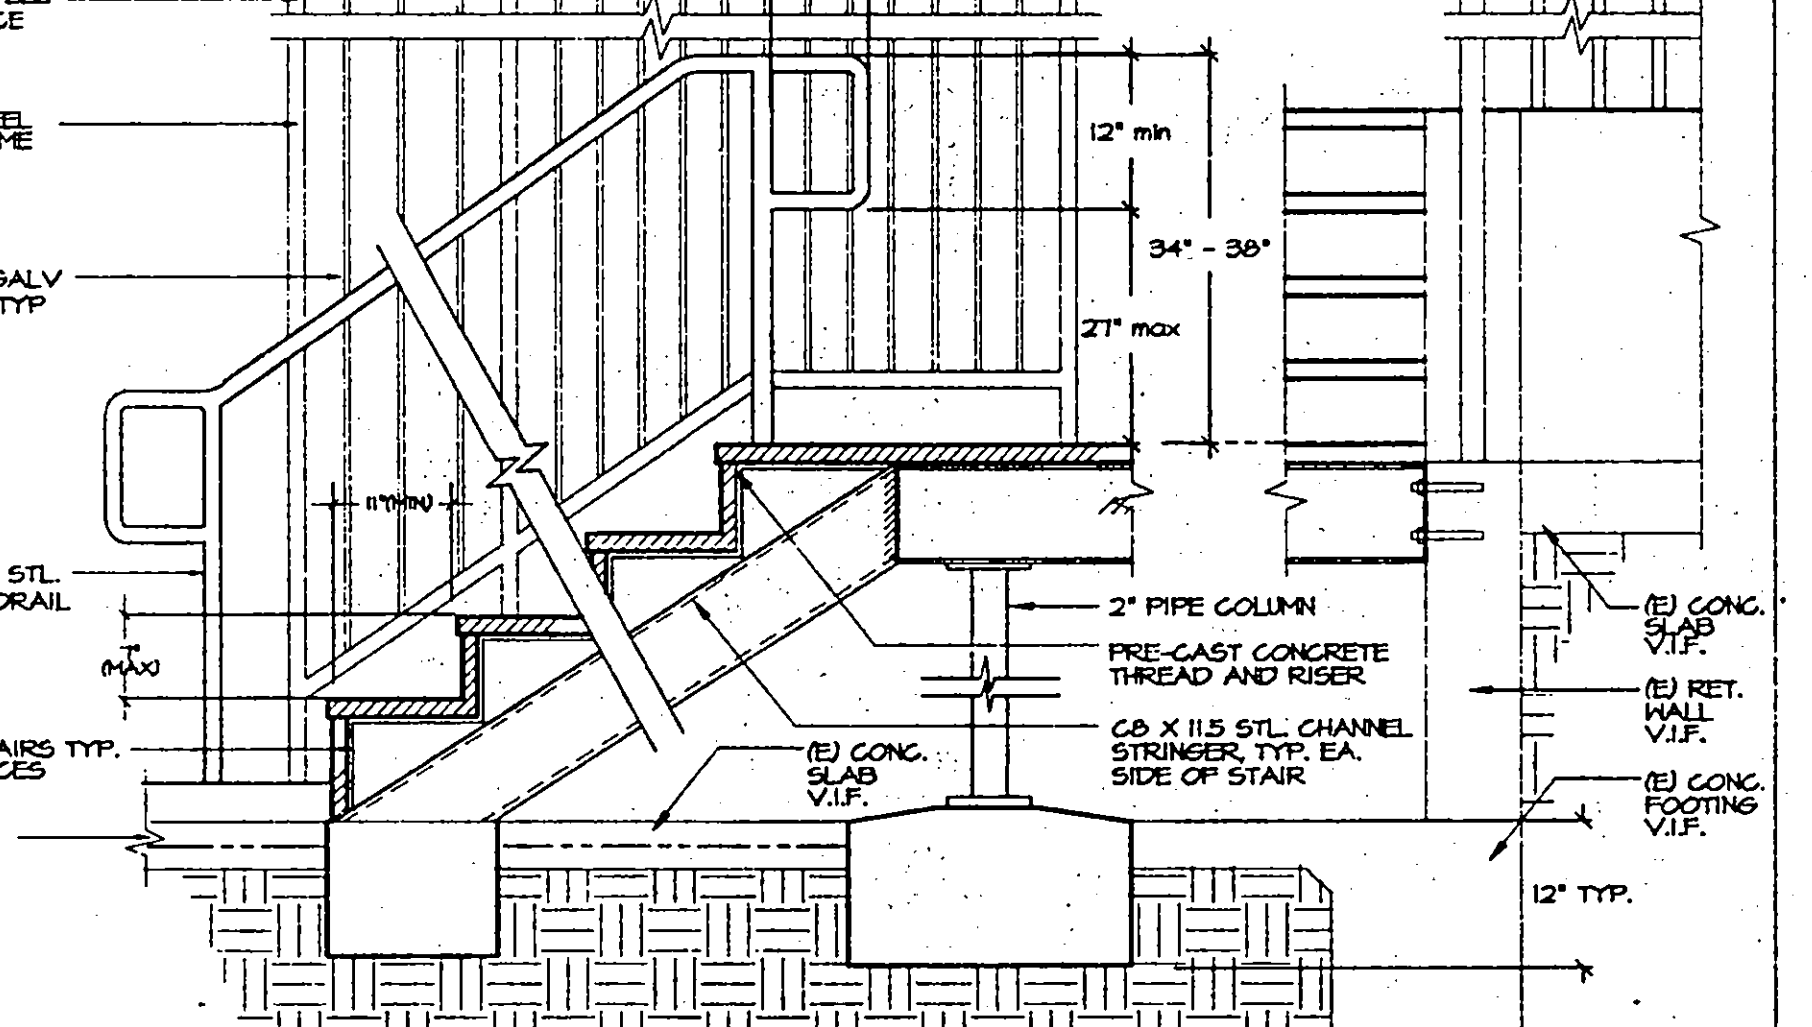 CE
EL
ME
GALV
TYP
STL.
DRAIL
7"
(MAX)
AIRS TYP.
CES
11"(MIN)
12" min
34" - 38"
27" max
2" PIPE COLUMN
PRE-CAST CONCRETE
THREAD AND RISER
C8 X 11.5 STL. CHANNEL
STRINGER, TYP. EA.
SIDE OF STAIR
(E) CONC.
SLAB
V.I.F.
(E) CONC.
SLAB
V.I.F.
(E) RET.
WALL
V.I.F.
(E) CONC.
FOOTING
V.I.F.
12" TYP.